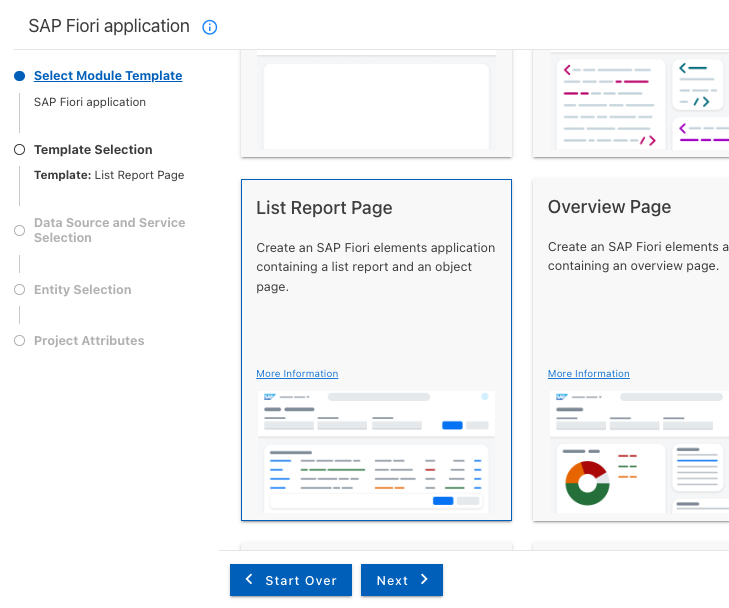 SAP Fiori application
Select Module Template
SAP Fiori application
Template Selection
Template: List Report Page
Data Source and Service
Selection
Entity Selection
Project Attributes
List Report Page
Create an SAP Fiori elements application
containing a list report and an object
page.
More Information
SAP
Overview Page
Create an SAP Fiori elements a
containing an overview page.
More Information
SAP
Start Over
Next